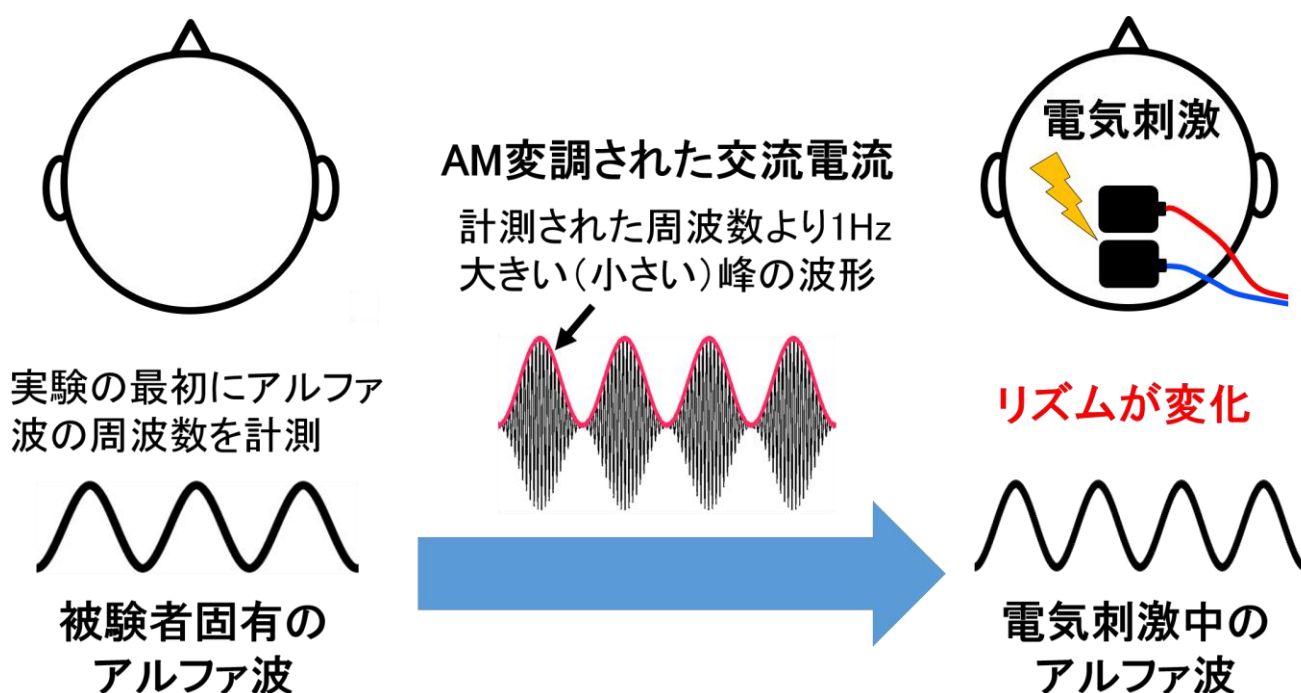 実験の最初にアルファ
波の周波数を計測
被験者固有の
アルファ波
AM変調された交流電流
計測された周波数より1Hz
大きい（小さい）峰の波形
電気刺激
リズムが変化
電気刺激中の
アルファ波